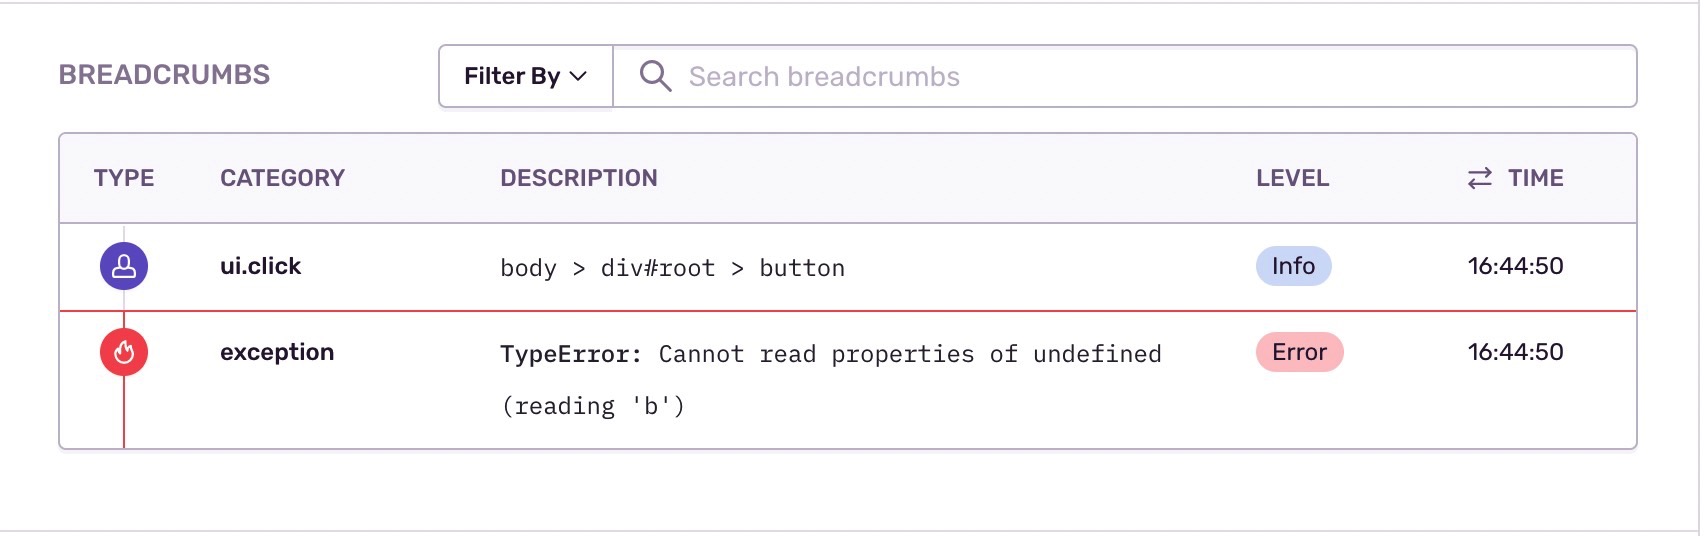 BREADCRUMBS
Filter By
Search breadcrumbs
TYPE CATEGORY DESCRIPTION LEVEL TIME
ui.click body > div#root > button Info 16:44:50
exception TypeError: Cannot read properties of undefined Error 16:44:50
(reading 'b')